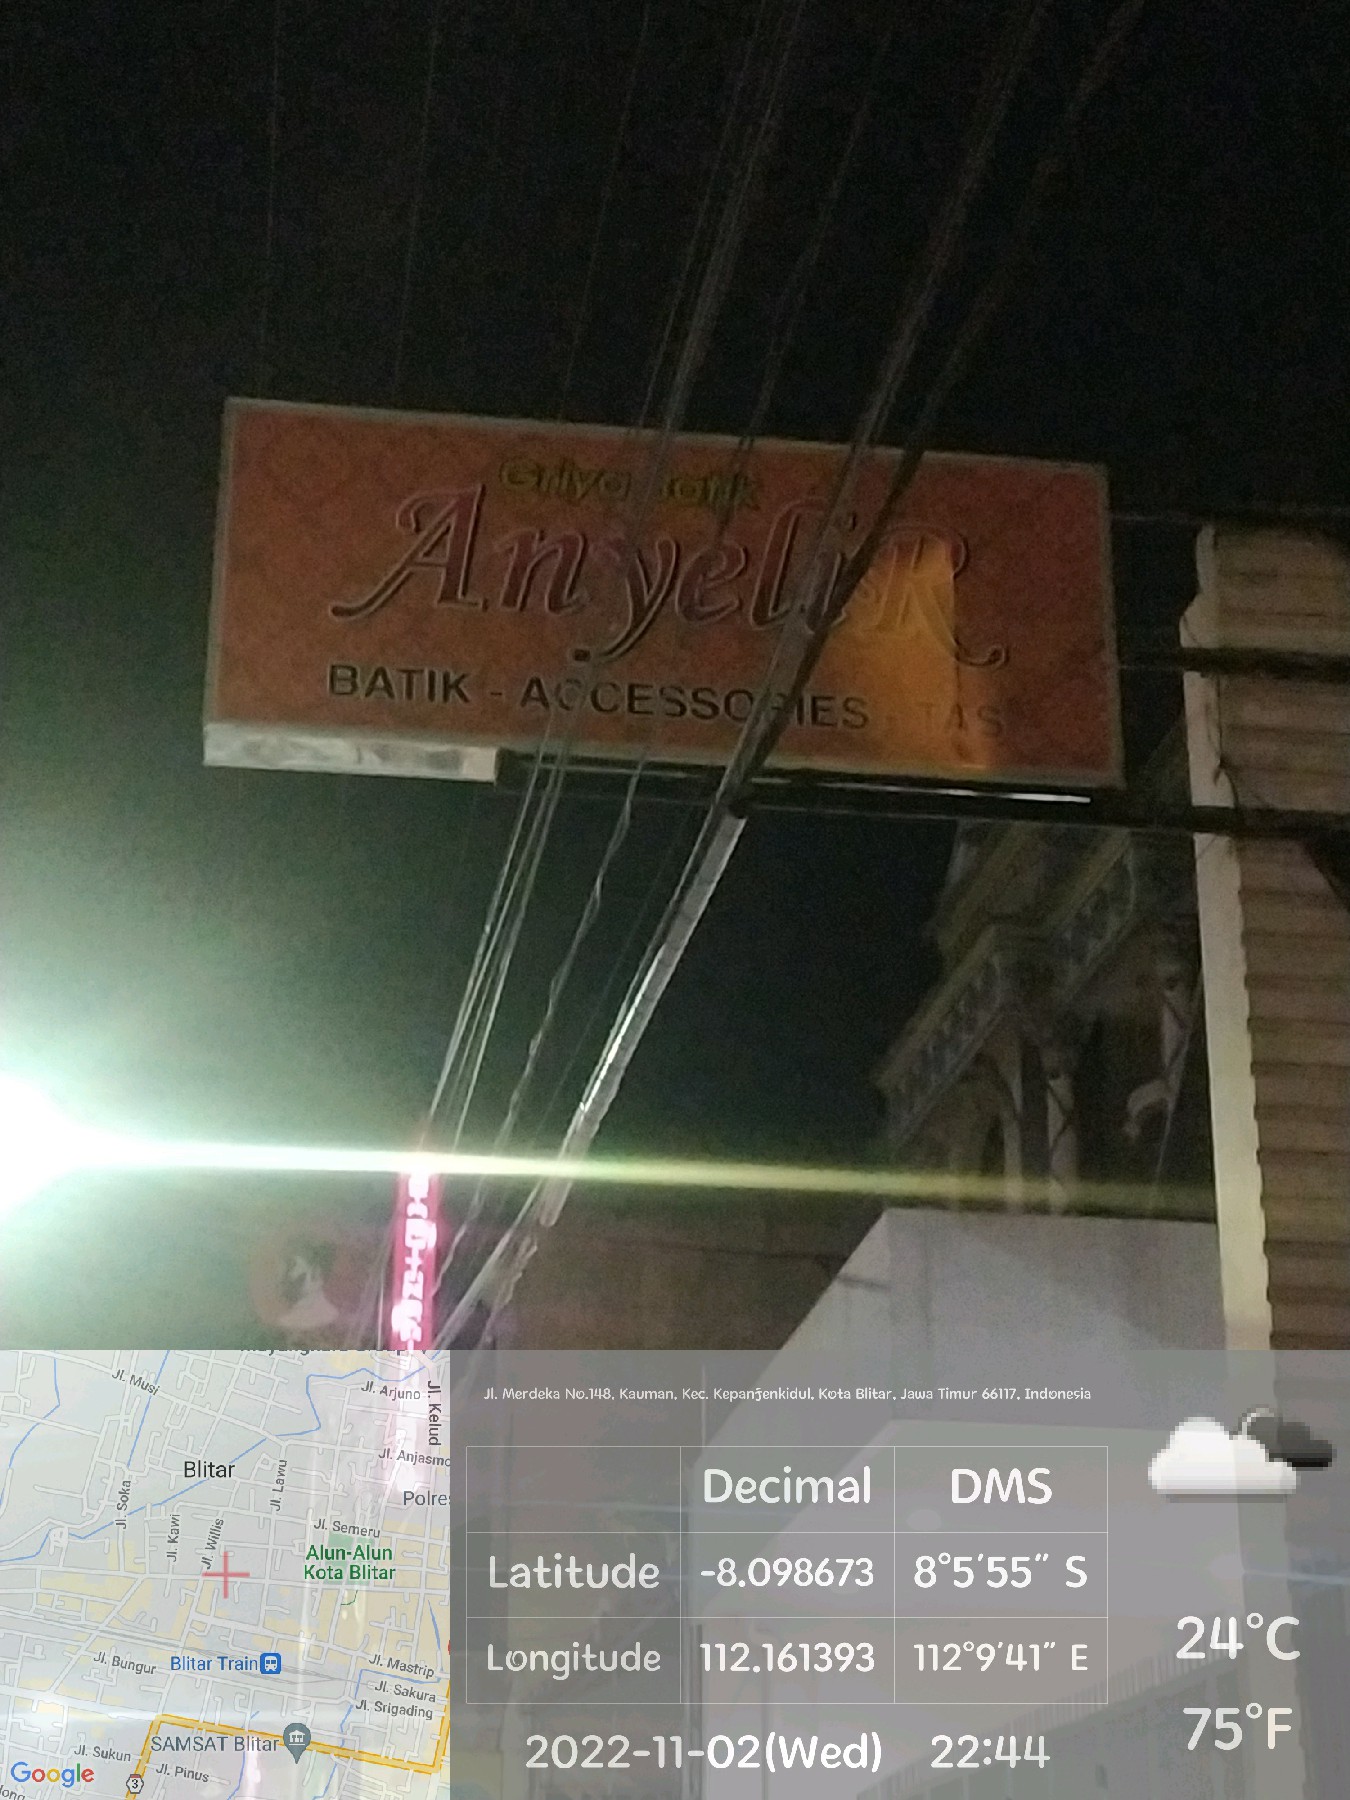 Griya Batik
AnyeliR
BATIK - ACCESSORIES - TAS
Jl. Musi
Jl. Arjuno
Jl. Kelud
Jl. Anjasmo
Blitar
Jl. Lawu
Jl. Soka
Jl. Kawi
Jl. Willis
Polres
Jl. Semeru
Alun-Alun
Kota Blitar
Jl. Bungur
Blitar Train
Jl. Mastrip
Jl. Sakura
Jl. Srigading
SAMSAT Blitar
Jl. Sukun
Jl. Pinus
Google
3
Jl. Merdeka No.148, Kauman, Kec. Kepanjenkidul, Kota Blitar, Jawa Timur 66117, Indonesia
Decimal DMS
Latitude -8.098673 8°5'55" S
Longitude 112.161393 112°9'41" E
2022-11-02(Wed) 22:44
24°C
75°F